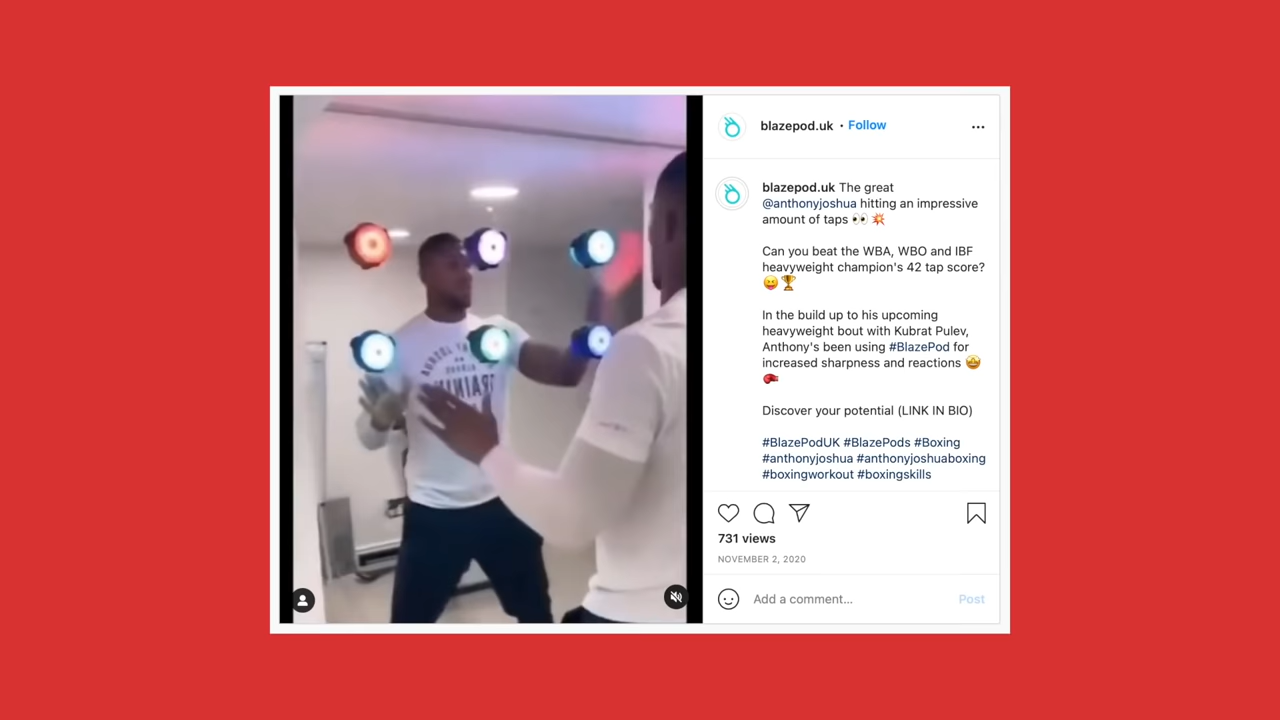 blazepod.uk • Follow
blazepod.uk The great
@anthonyjoshua hitting an impressive
amount of taps 👀 💥
Can you beat the WBA, WBO and IBF
heavyweight champion's 42 tap score?
😛 🏆
In the build up to his upcoming
heavyweight bout with Kubrat Pulev,
Anthony's been using #BlazePod for
increased sharpness and reactions 🤩
🥊
Discover your potential (LINK IN BIO)
#BlazePodUK #BlazePods #Boxing
#anthonyjoshua #anthonyjoshuaboxing
#boxingworkout #boxingskills
731 views
NOVEMBER 2, 2020
Add a comment... Post